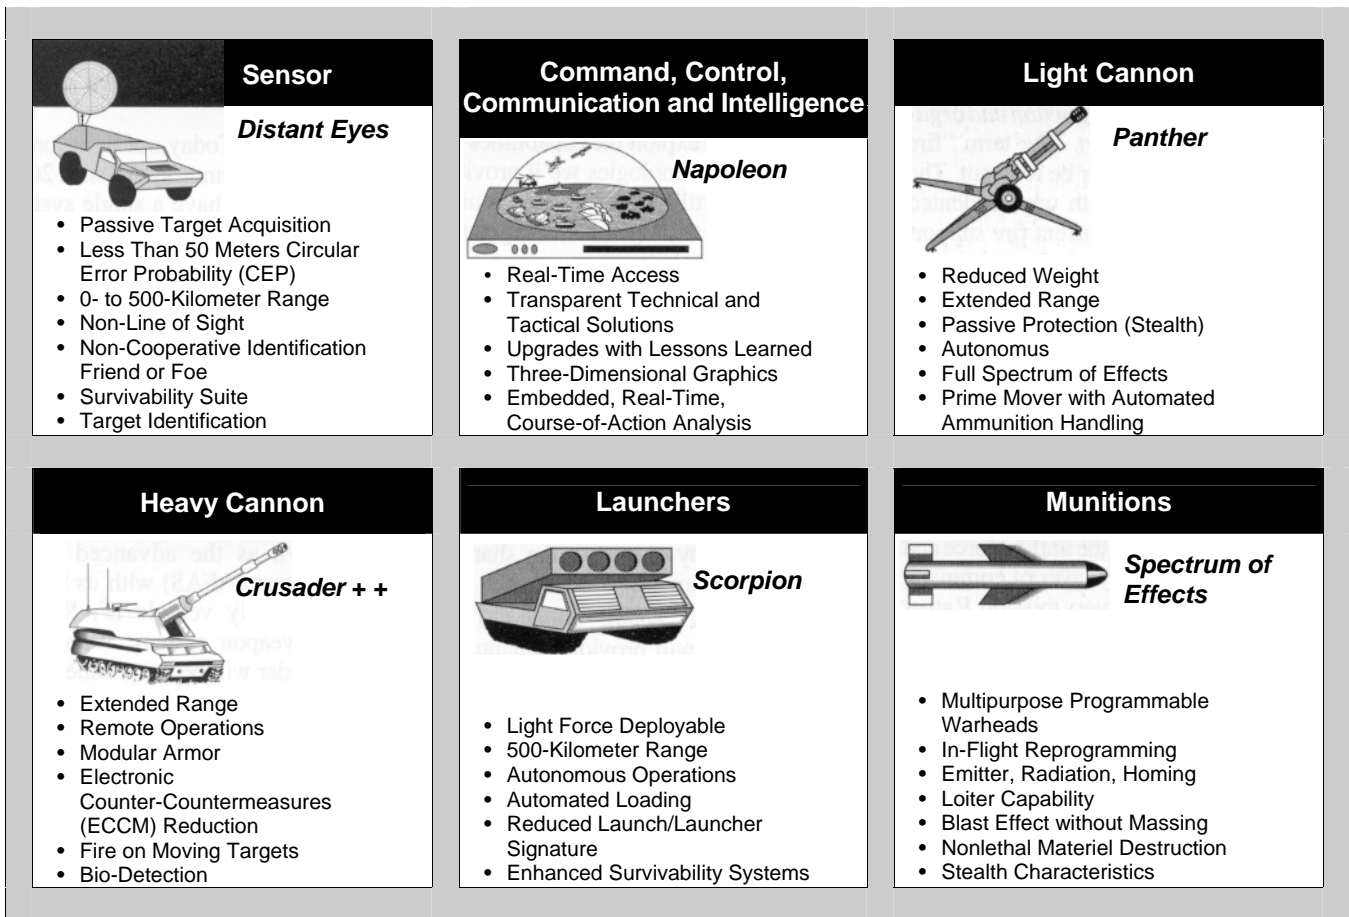 Sensor
Distant Eyes
• Passive Target Acquisition
• Less Than 50 Meters Circular
Error Probability (CEP)
• 0- to 500-Kilometer Range
• Non-Line of Sight
• Non-Cooperative Identification
Friend or Foe
• Survivability Suite
• Target Identification
Command, Control,
Communication and Intelligence
Napoleon
• Real-Time Access
• Transparent Technical and
Tactical Solutions
• Upgrades with Lessons Learned
• Three-Dimensional Graphics
• Embedded, Real-Time,
Course-of-Action Analysis
Light Cannon
Panther
• Reduced Weight
• Extended Range
• Passive Protection (Stealth)
• Autonomus
• Full Spectrum of Effects
• Prime Mover with Automated
Ammunition Handling
Heavy Cannon
Crusader + +
• Extended Range
• Remote Operations
• Modular Armor
• Electronic
Counter-Countermeasures
(ECCM) Reduction
• Fire on Moving Targets
• Bio-Detection
Launchers
Scorpion
• Light Force Deployable
• 500-Kilometer Range
• Autonomous Operations
• Automated Loading
• Reduced Launch/Launcher
Signature
• Enhanced Survivability Systems
Munitions
Spectrum of
Effects
• Multipurpose Programmable
Warheads
• In-Flight Reprogramming
• Emitter, Radiation, Homing
• Loiter Capability
• Blast Effect without Massing
• Nonlethal Materiel Destruction
• Stealth Characteristics